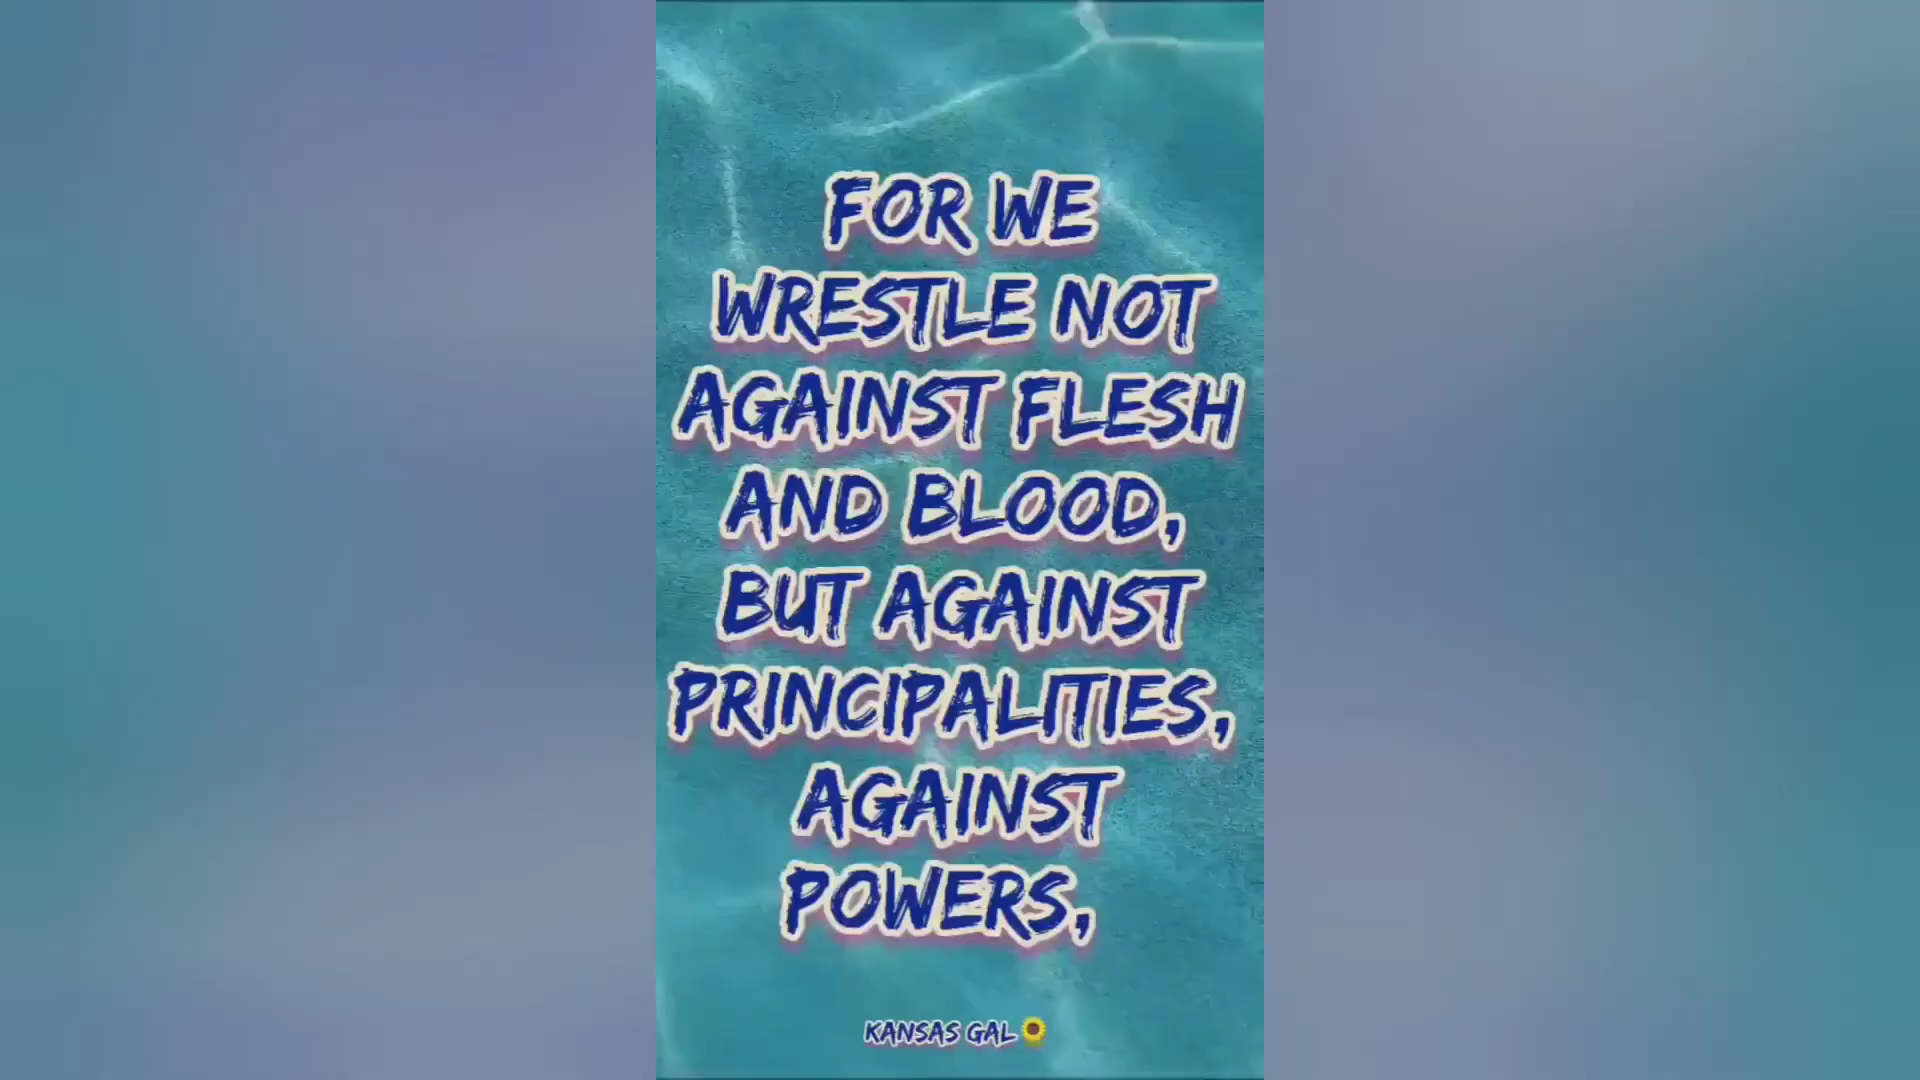 FOR WE
WRESTLE NOT
AGAINST FLESH
AND BLOOD,
BUT AGAINST
PRINCIPALITIES,
AGAINST
POWERS,
KANSAS GAL🌻